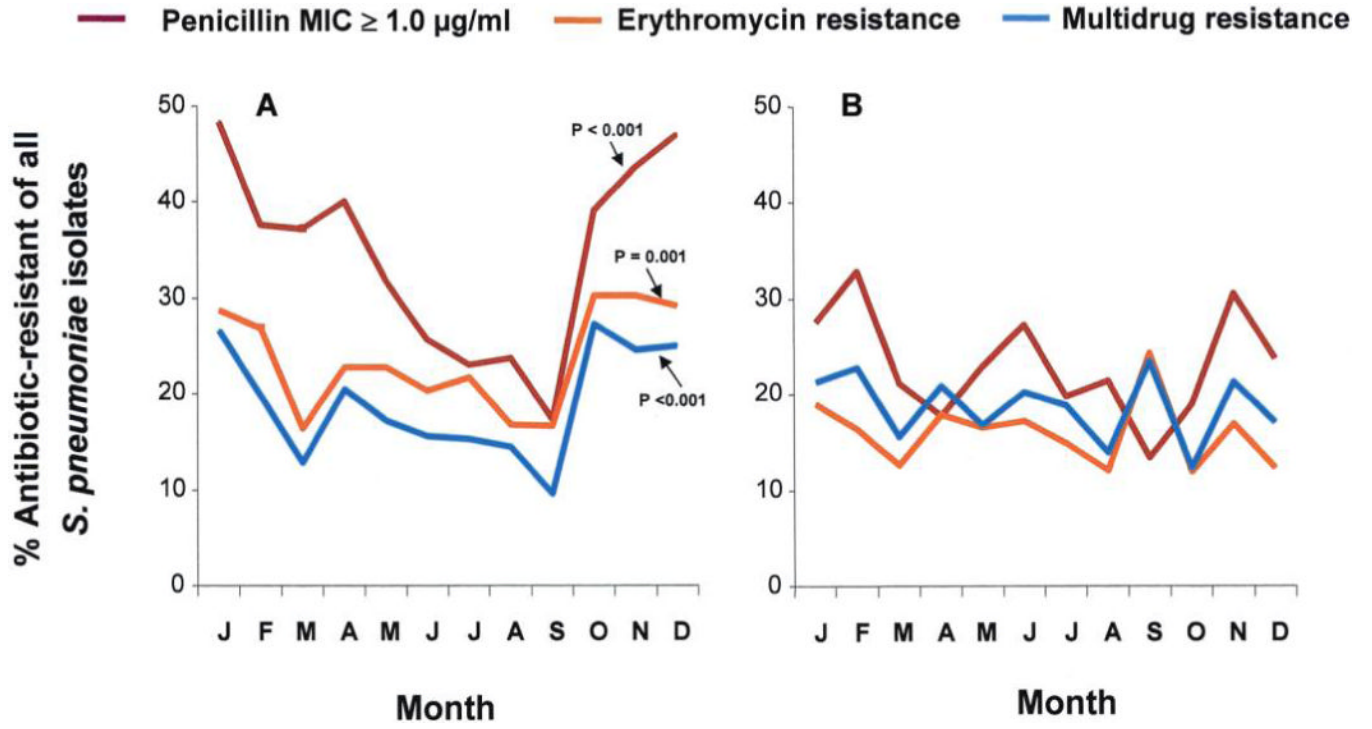 Penicillin MIC ≥ 1.0 µg/ml Erythromycin resistance Multidrug resistance
% Antibiotic-resistant of all
S. pneumoniae isolates
A
50
40
30
20
10
0
P < 0.001
P = 0.001
P <0.001
J F M A M J J A S O N D
Month
B
50
40
30
20
10
0
J F M A M J J A S O N D
Month